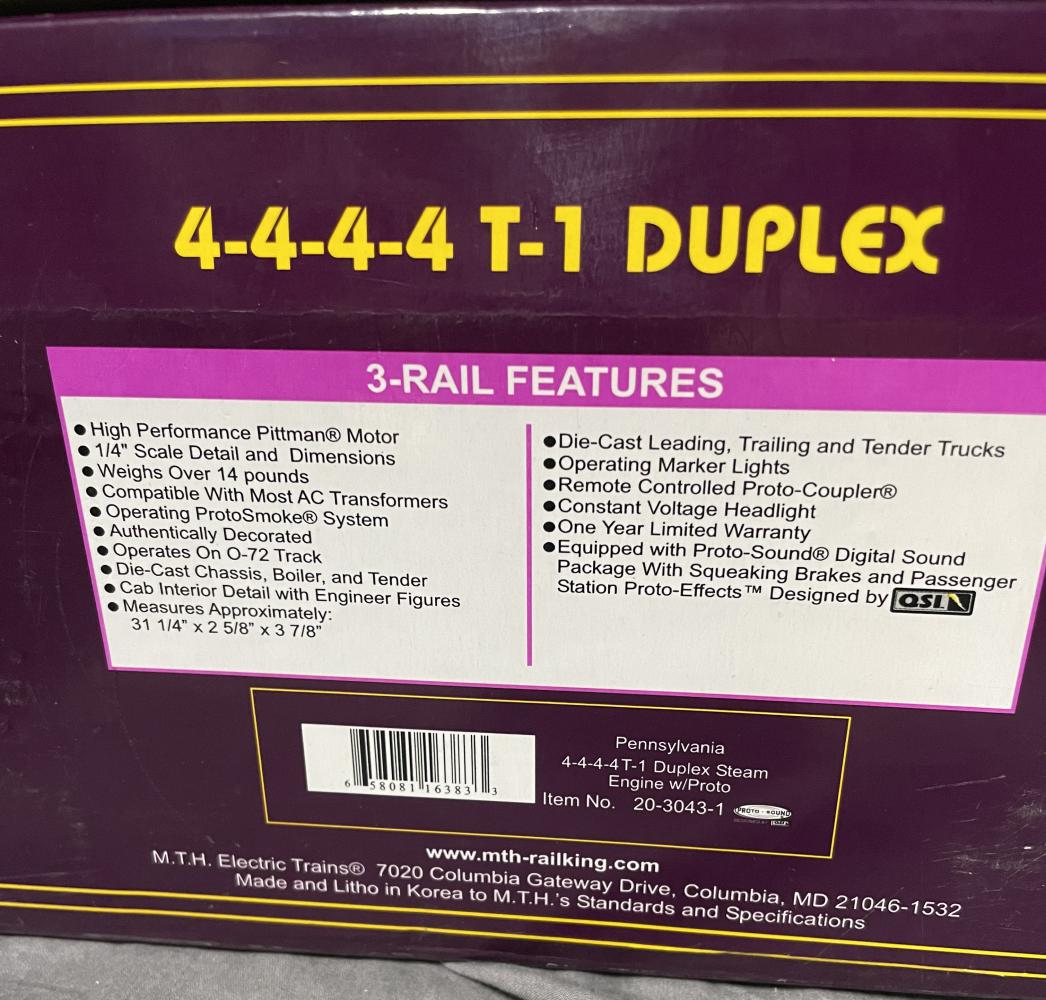 4-4-4-4 T-1 DUPLEX
3-RAIL FEATURES
● High Performance Pittman® Motor
● 1/4" Scale Detail and Dimensions
● Weighs Over 14 pounds
● Compatible With Most AC Transformers
● Operating ProtoSmoke® System
● Authentically Decorated
● Operates On O-72 Track
● Die-Cast Chassis, Boiler, and Tender
● Cab Interior Detail with Engineer Figures
● Measures Approximately:
31 1/4" x 2 5/8" x 3 7/8"
●Die-Cast Leading, Trailing and Tender Trucks
●Operating Marker Lights
●Remote Controlled Proto-Coupler®
●Constant Voltage Headlight
●One Year Limited Warranty
●Equipped with Proto-Sound® Digital Sound
Package With Squeaking Brakes and Passenger
Station Proto-Effects™ Designed by QSI
6 58081 16383 3
Pennsylvania
4-4-4-4T-1 Duplex Steam
Engine w/Proto
Item No. 20-3043-1
PROTO-SOUND
www.mth-railking.com
M.T.H. Electric Trains® 7020 Columbia Gateway Drive, Columbia, MD 21046-1532
Made and Litho in Korea to M.T.H.'s Standards and Specifications